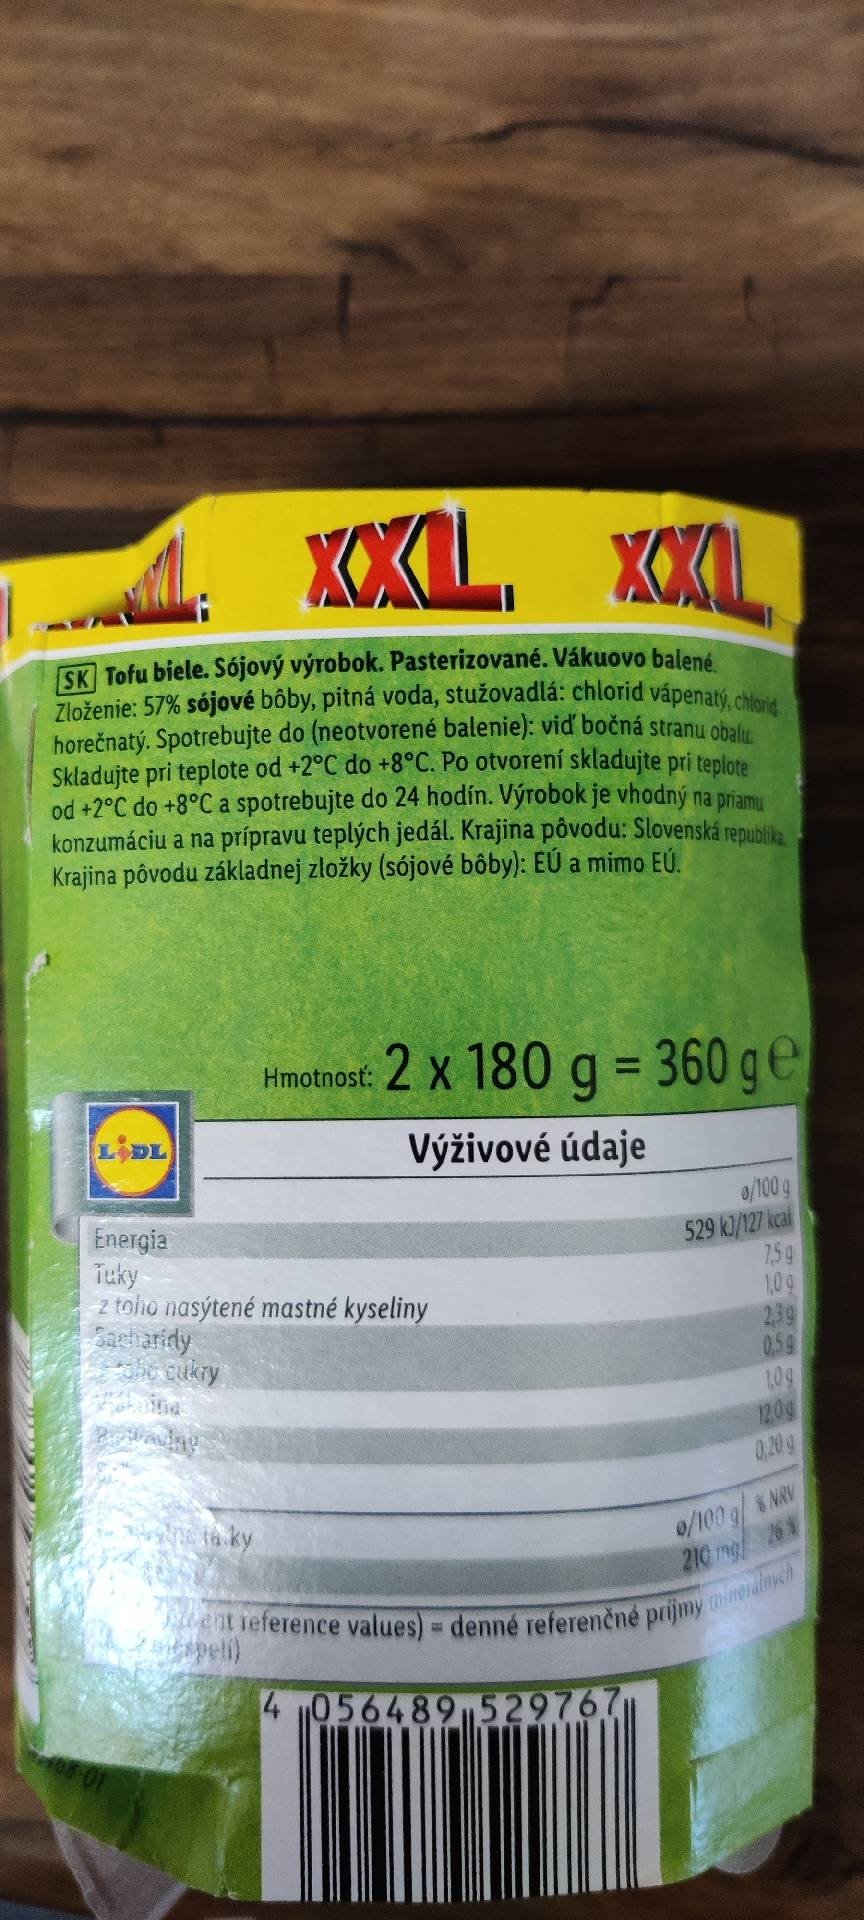 XXL XXL
SK Tofu biele. Sójový výrobok. Pasterizované. Vákuovo balené.
Zloženie: 57% sójové bôby, pitná voda, stužovadlá: chlorid vápenatý, chlorid
horečnatý. Spotrebujte do (neotvorené balenie): viď bočná stranu obalu.
Skladujte pri teplote od +2°C do +8°C. Po otvorení skladujte pri teplote
od +2°C do +8°C a spotrebujte do 24 hodín. Výrobok je vhodný na priamu
konzumáciu a na prípravu teplých jedál. Krajina pôvodu: Slovenská republika.
Krajina pôvodu základnej zložky (sójové bôby): EÚ a mimo EÚ.
Hmotnosť: 2 x 180 g = 360 g e
LIDL
Výživové údaje
ø/100 g
Energia 529 kJ/127 kcal
Tuky 7,5 g
z toho nasýtené mastné kyseliny 1,0 g
Sacharidy 2,3 g
z toho cukry 0,5 g
Vláknina 1,0 g
Bielkoviny 12,0 g
0,20 g
ø/100 g % NRV
210 mg 26 %
reference values) = denné referenčné príjmy minerálnych
4 056489 529767